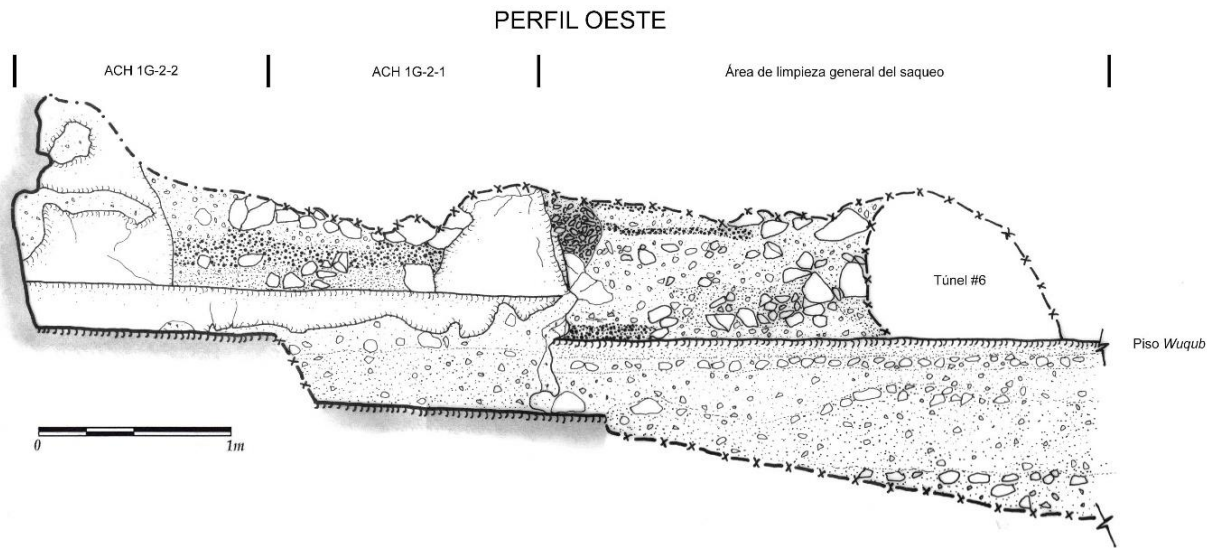 PERFIL OESTE
ACH 1G-2-2
ACH 1G-2-1
Área de limpieza general del saqueo
Túnel #6
Piso Wuqub
0 1m